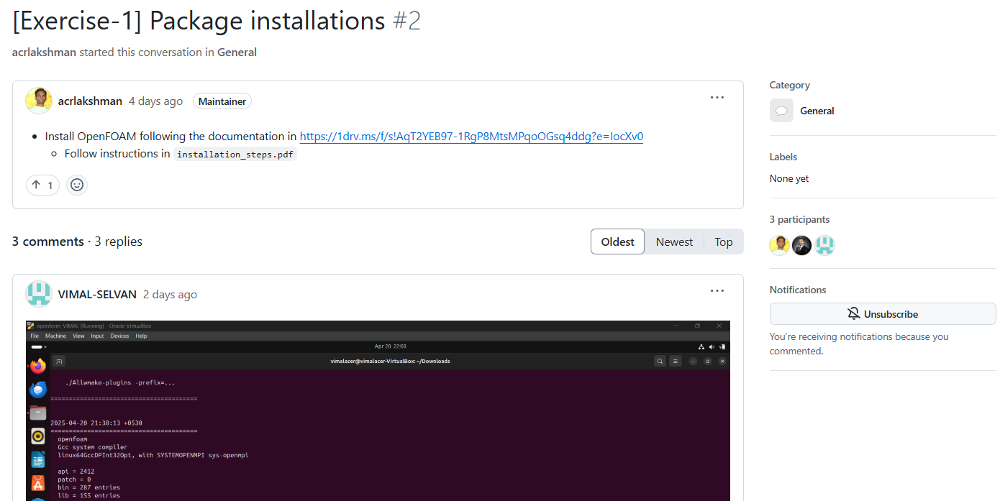 [Exercise-1] Package installations #2
acrlakshman started this conversation in General
acrlakshman 4 days ago Maintainer
Install OpenFOAM following the documentation in https://1drv.ms/f/s!AqT2YEB97-1RgP8MtsMPqoOGsq4ddg?e=IocXv0
Follow instructions in installation_steps.pdf
1
3 comments · 3 replies
Oldest Newest Top
VIMAL-SELVAN 2 days ago
openform_VIMAL [Running] - Oracle VirtualBox
File Machine View Input Devices Help
Apr 20 22:03
vimalacer@vimalacer-VirtualBox: ~/Downloads
./Allwmake-plugins -prefix=...
========================================
2025-04-20 21:38:13 +0530
========================================
openfoam
Gcc system compiler
linux64GccDPInt32Opt, with SYSTEMOPENMPI sys-openmpi
api = 2412
patch = 0
bin = 287 entries
lib = 155 entries
Category
General
Labels
None yet
3 participants
Notifications
Unsubscribe
You're receiving notifications because you
commented.